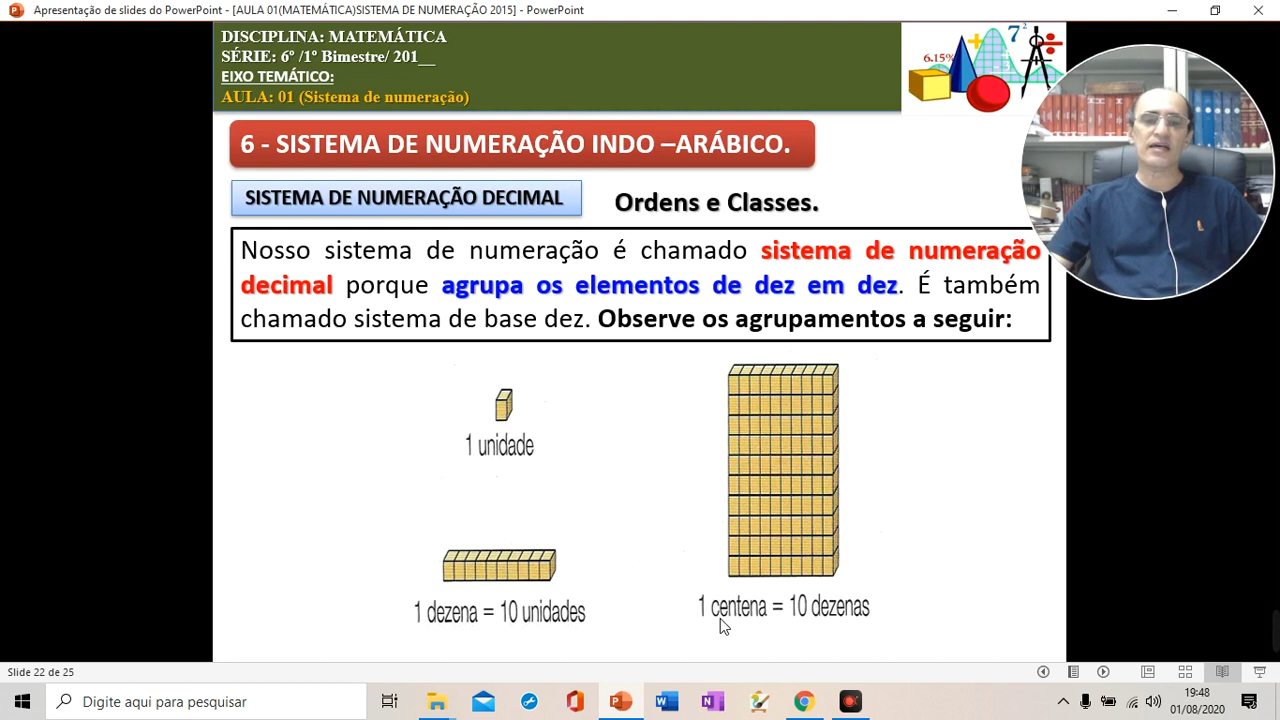 Apresentação de slides do PowerPoint - [AULA 01(MATEMÁTICA)SISTEMA DE NUMERAÇÃO 2015] - PowerPoint
DISCIPLINA: MATEMÁTICA
SÉRIE: 6º /1º Bimestre/ 201__
EIXO TEMÁTICO:
AULA: 01 (Sistema de numeração)
6.15%
7²
6 - SISTEMA DE NUMERAÇÃO INDO –ARÁBICO.
SISTEMA DE NUMERAÇÃO DECIMAL
Ordens e Classes.
Nosso sistema de numeração é chamado sistema de numeração
decimal porque agrupa os elementos de dez em dez. É também
chamado sistema de base dez. Observe os agrupamentos a seguir:
1 unidade
1 dezena = 10 unidades
1 centena = 10 dezenas
Slide 22 de 25
Digite aqui para pesquisar
19:48
01/08/2020